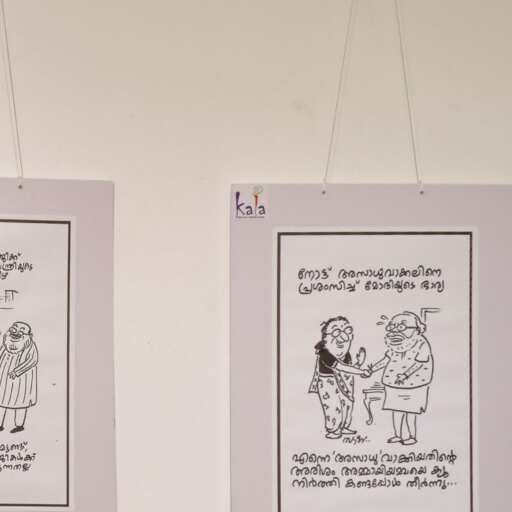 kala
നോട്ട് അസാധുവാക്കലിനെ
പ്രശംസിച്ച് മോദിയുടെ ഭാര്യ
എന്നെ 'അസാധു'വാക്കിയതിന്റെ
അരിശം അമ്മായിയമ്മയെ ക്യൂ
നിർത്തി കണ്ടപ്പോൾ തീർന്നു...